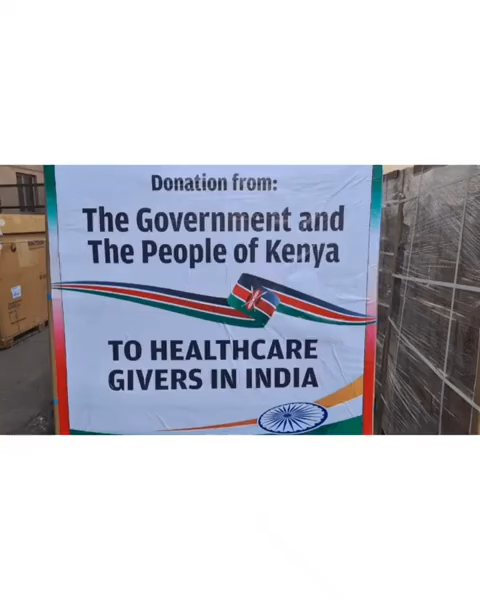 Donation from:
The Government and
The People of Kenya
TO HEALTHCARE
GIVERS IN INDIA